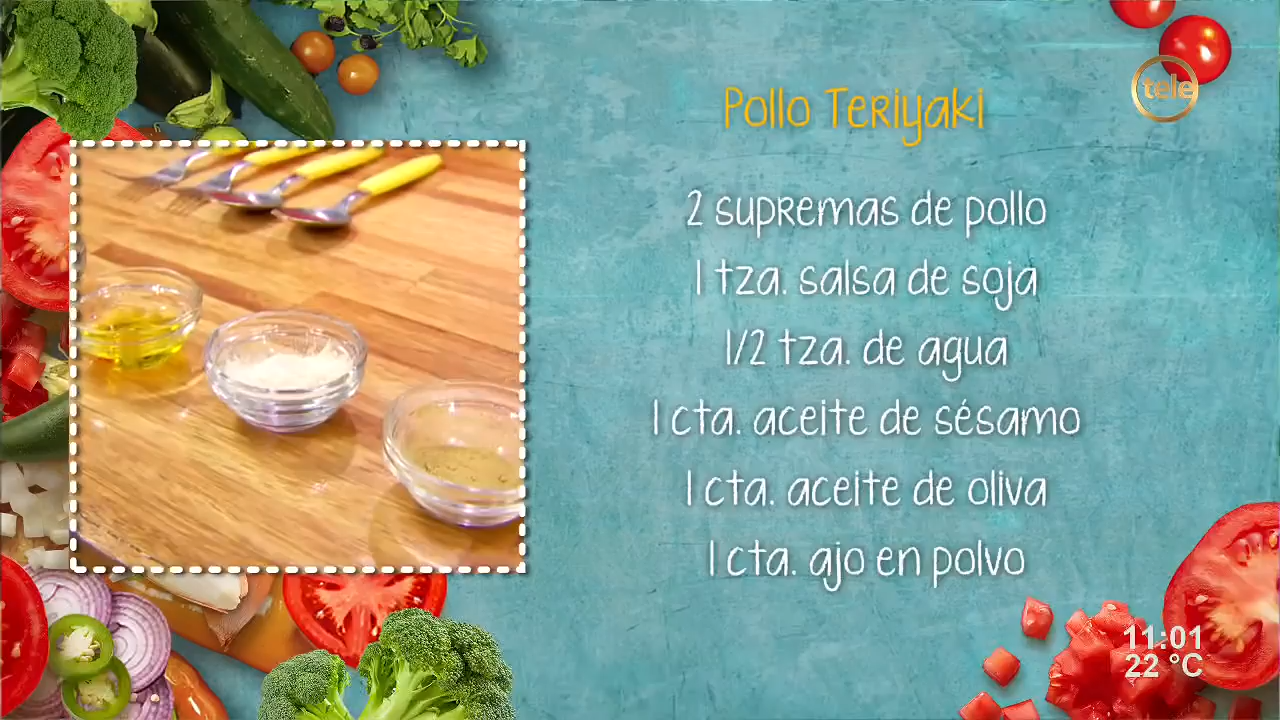 Pollo Teriyaki
tele
2 supremas de pollo
1 tza. salsa de soja
1/2 tza. de agua
1 cta. aceite de sésamo
1 cta. aceite de oliva
1 cta. ajo en polvo
11:01
22 °C